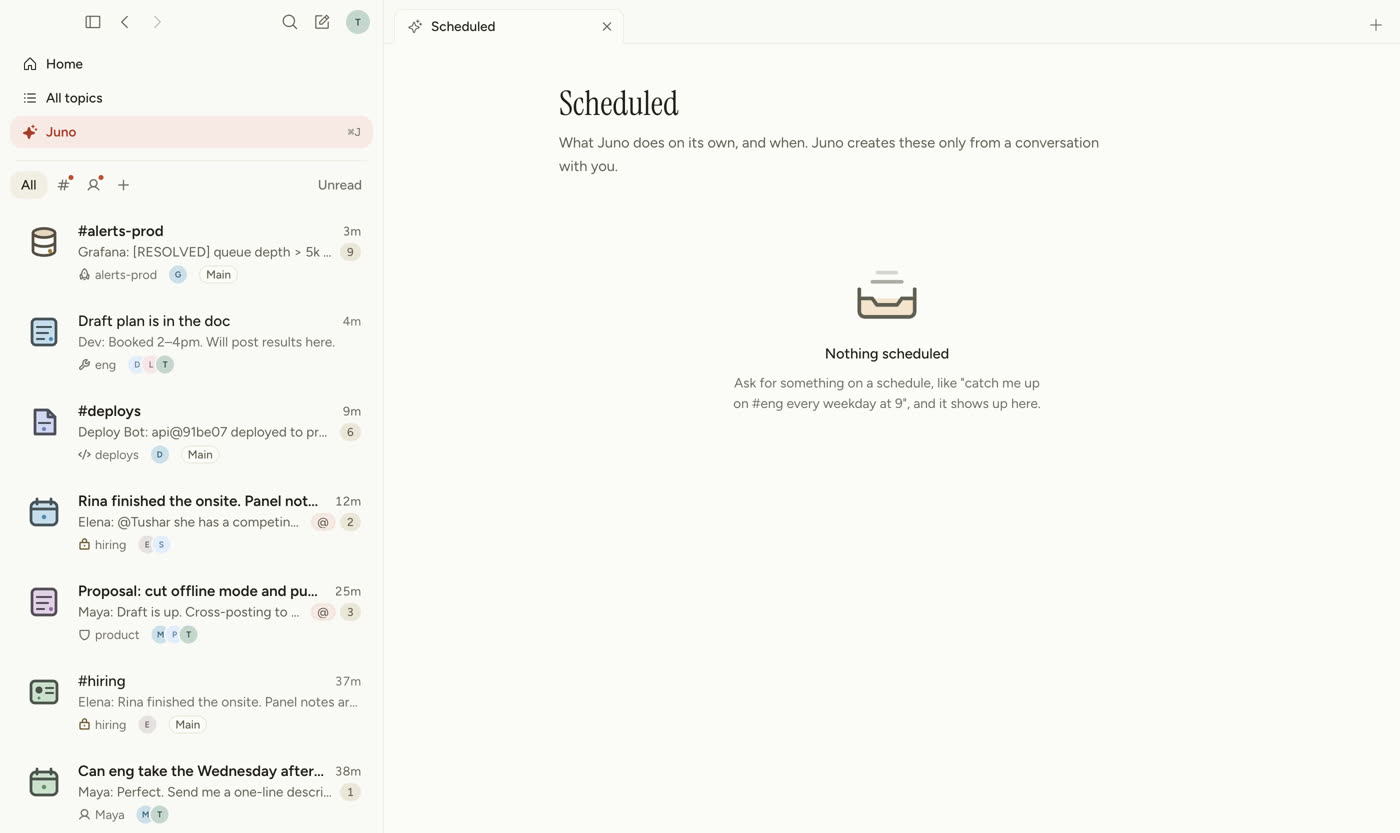 T
Home
All topics
Juno ⌘J
All
Unread
#alerts-prod 3m
Grafana: [RESOLVED] queue depth > 5k ... 9
alerts-prod G Main
Draft plan is in the doc 4m
Dev: Booked 2–4pm. Will post results here.
eng D L T
#deploys 9m
Deploy Bot: api@91be07 deployed to pr... 6
deploys D Main
Rina finished the onsite. Panel not... 12m
Elena: @Tushar she has a competin... @ 2
hiring E S
Proposal: cut offline mode and pu... 25m
Maya: Draft is up. Cross-posting to ... @ 3
product M P T
#hiring 37m
Elena: Rina finished the onsite. Panel notes ar...
hiring E Main
Can eng take the Wednesday after... 38m
Maya: Perfect. Send me a one-line descri... 1
Maya M T
Scheduled
Scheduled
What Juno does on its own, and when. Juno creates these only from a conversation
with you.
Nothing scheduled
Ask for something on a schedule, like "catch me up
on #eng every weekday at 9", and it shows up here.